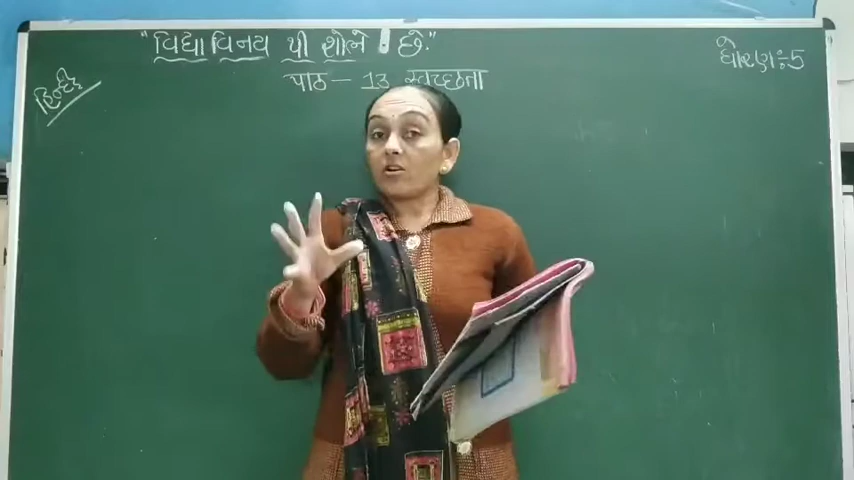 "વિદ્યા વિનય થી શોભે છે."
પાઠ - 13 સ્વચ્છતા
ધોરણ ÷ 5
હિન્દી